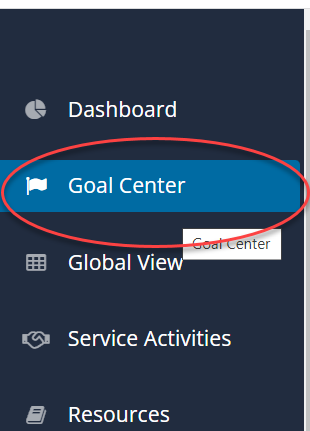 Dashboard
Goal Center
Goal Center
Global View
Service Activities
Resources